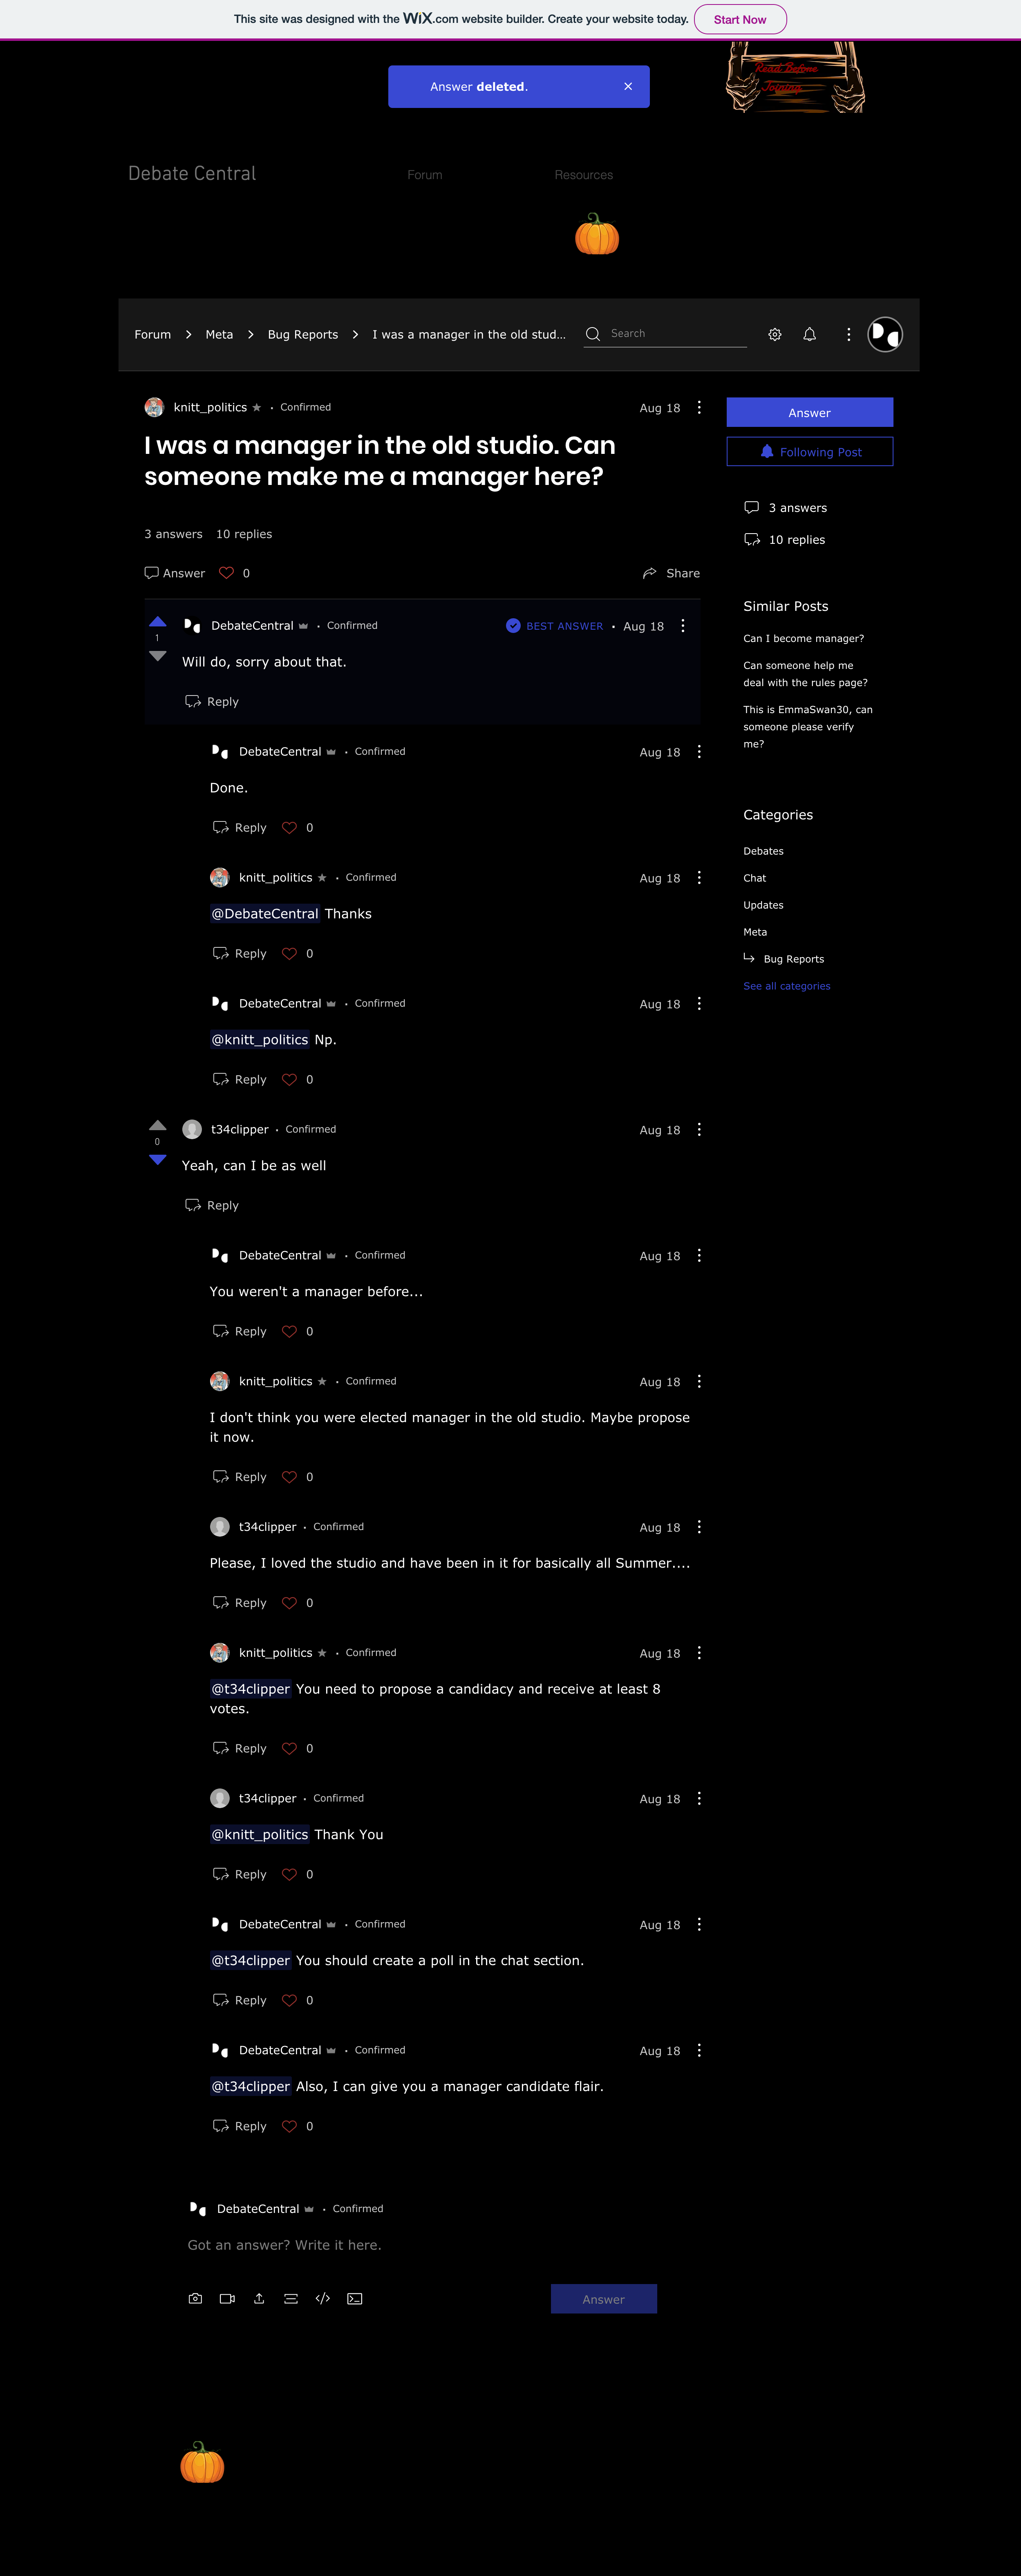 This site was designed with the WiX.com website builder. Create your website today. Start Now
Read Before
Joining
Answer deleted.
Debate Central
Forum
Resources
Forum > Meta > Bug Reports > I was a manager in the old stud... Search
knitt_politics • Confirmed Aug 18
I was a manager in the old studio. Can
someone make me a manager here?
3 answers 10 replies
Answer 0 Share
1
DebateCentral • Confirmed BEST ANSWER • Aug 18
Will do, sorry about that.
Reply
DebateCentral • Confirmed Aug 18
Done.
Reply 0
knitt_politics • Confirmed Aug 18
@DebateCentral Thanks
Reply 0
DebateCentral • Confirmed Aug 18
@knitt_politics Np.
Reply 0
0
t34clipper • Confirmed Aug 18
Yeah, can I be as well
Reply
DebateCentral • Confirmed Aug 18
You weren't a manager before...
Reply 0
knitt_politics • Confirmed Aug 18
I don't think you were elected manager in the old studio. Maybe propose
it now.
Reply 0
t34clipper • Confirmed Aug 18
Please, I loved the studio and have been in it for basically all Summer....
Reply 0
knitt_politics • Confirmed Aug 18
@t34clipper You need to propose a candidacy and receive at least 8
votes.
Reply 0
t34clipper • Confirmed Aug 18
@knitt_politics Thank You
Reply 0
DebateCentral • Confirmed Aug 18
@t34clipper You should create a poll in the chat section.
Reply 0
DebateCentral • Confirmed Aug 18
@t34clipper Also, I can give you a manager candidate flair.
Reply 0
DebateCentral • Confirmed
Got an answer? Write it here.
Answer
Answer
Following Post
3 answers
10 replies
Similar Posts
Can I become manager?
Can someone help me
deal with the rules page?
This is EmmaSwan30, can
someone please verify
me?
Categories
Debates
Chat
Updates
Meta
Bug Reports
See all categories